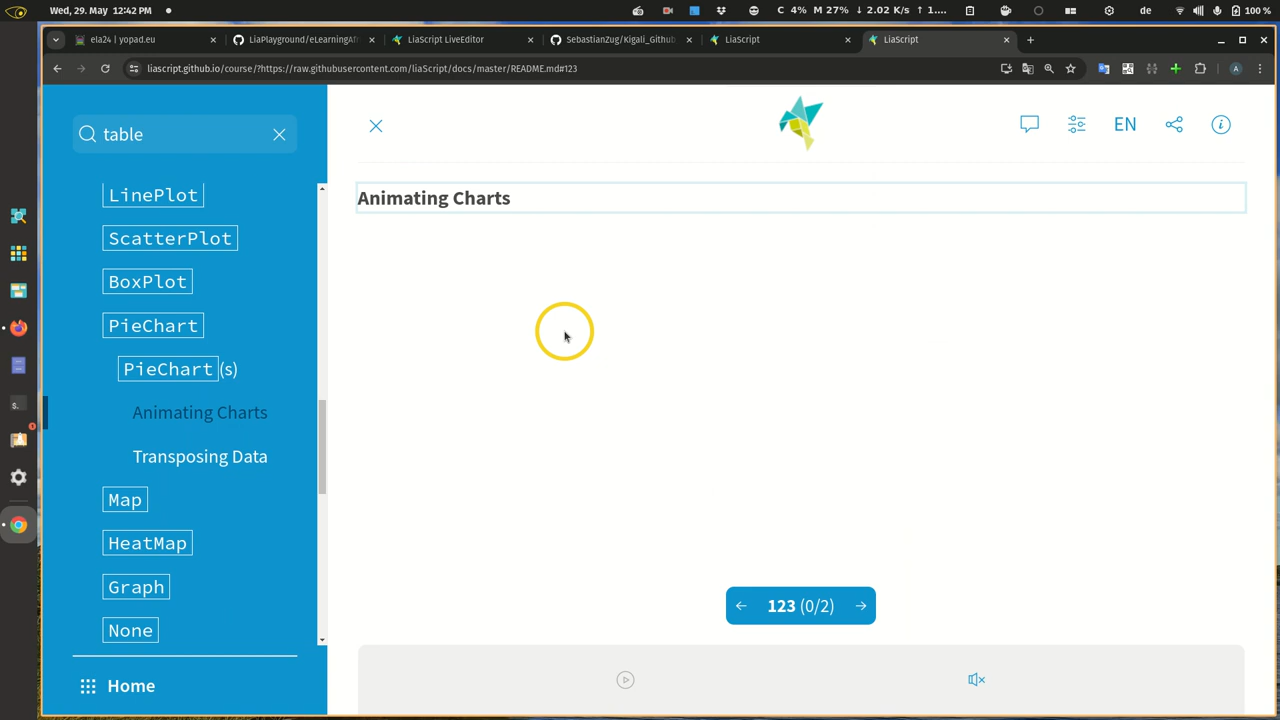 Wed, 29. May 12:42 PM
C 4% M 27% ↓ 2.02 K/s ↑ 1....
de
100 %
ela24 | yopad.eu
LiaPlayground/eLearningAfr
LiaScript LiveEditor
SebastianZug/Kigali_Github
LiaScript
LiaScript
liascript.github.io/course/?https://raw.githubusercontent.com/liaScript/docs/master/README.md#123
A
table
LinePlot
ScatterPlot
BoxPlot
PieChart
PieChart(s)
Animating Charts
Transposing Data
Map
HeatMap
Graph
None
Home
EN
Animating Charts
123 (0/2)